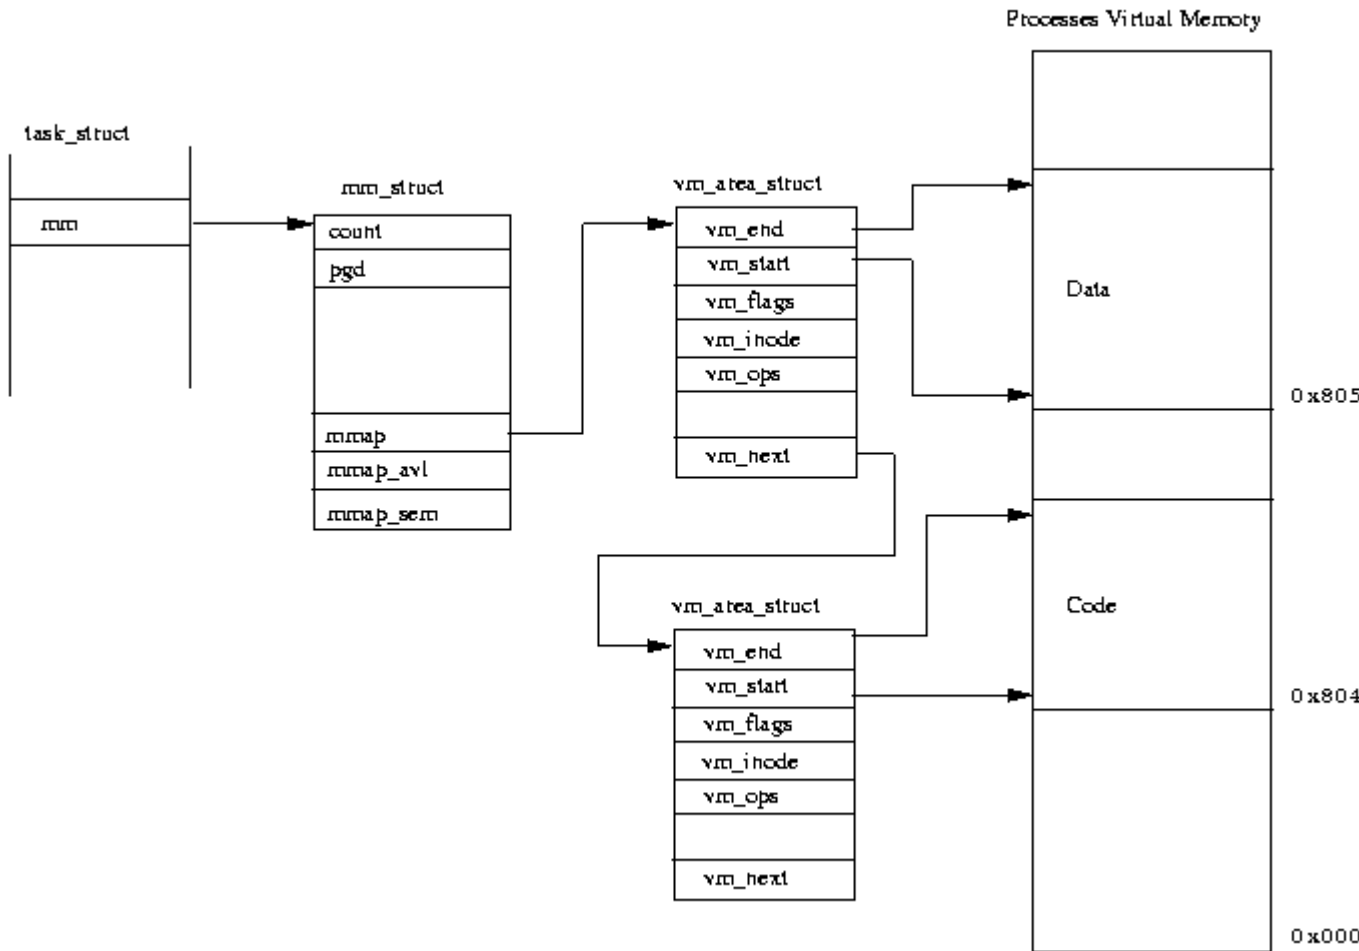 Processes Virtual Memory
task_struct
mm
mm_struct
count
pgd
mmap
mmap_avl
mmap_sem
vm_area_struct
vm_end
vm_start
vm_flags
vm_inode
vm_ops
vm_next
vm_area_struct
vm_end
vm_start
vm_flags
vm_inode
vm_ops
vm_next
Data
0x805
Code
0x804
0x000